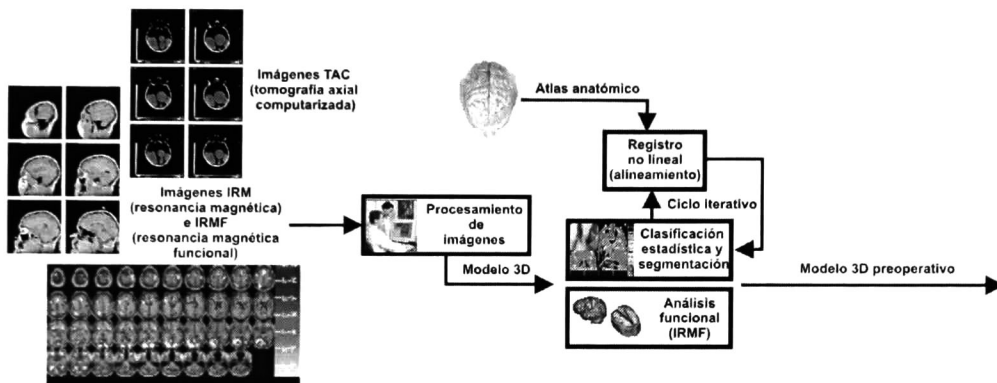 Imágenes TAC
(tomografia axial
computarizada)
Imágenes IRM
(resonancia magnética)
e IRMF
(resonancia magnética
funcional)
Procesamiento
de
imágenes
Modelo 3D
Atlas anatómico
Registro
no lineal
(alineamiento)
Ciclo iterativo
Clasificación
estadística y
segmentación
Análisis
funcional
(IRMF)
Modelo 3D preoperativo